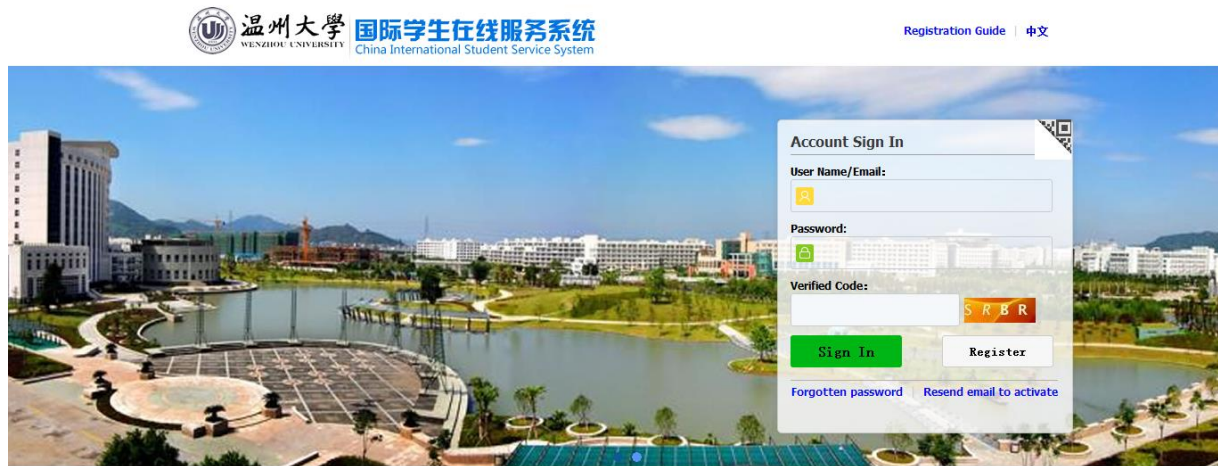 温州大學
WENZHOU UNIVERSITY
国际学生在线服务系统
China International Student Service System
Registration Guide | 中文
Account Sign In
User Name/Email:
Password:
Verified Code:
S R B R
Sign In
Register
Forgotten password | Resend email to activate